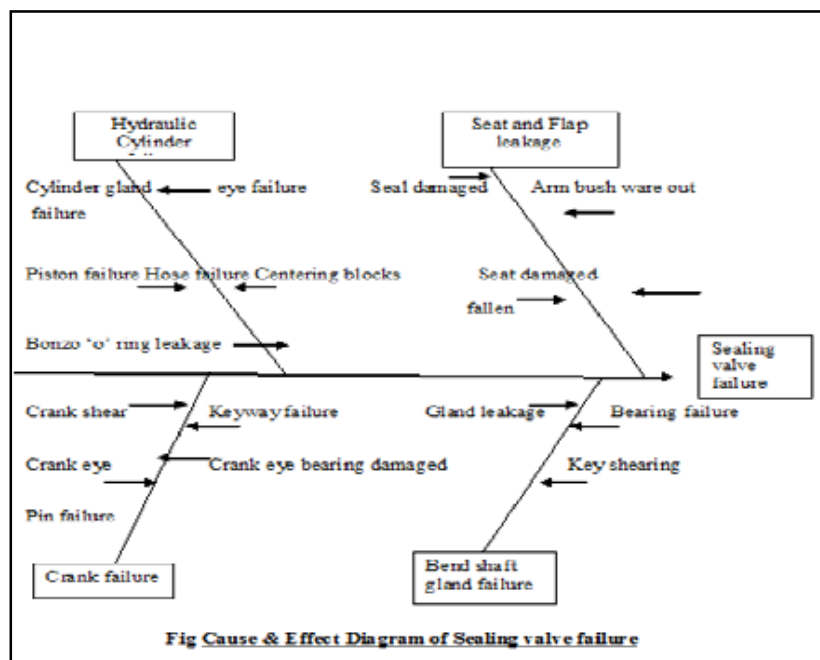 Hydraulic
Cylinder
Seat and Flap
leakage
Cylinder gland
failure
eye failure
Seal damaged
Arm bush ware out
Piston failure Hose failure Centering blocks
Seat damaged
fallen
Bonzo ‘o’ ring leakage
Sealing
valve
failure
Crank shear
Keyway failure
Gland leakage
Bearing failure
Crank eye
Crank eye bearing damaged
Key shearing
Pin failure
Crank failure
Bend shaft
gland failure
Fig Cause & Effect Diagram of Sealing valve failure